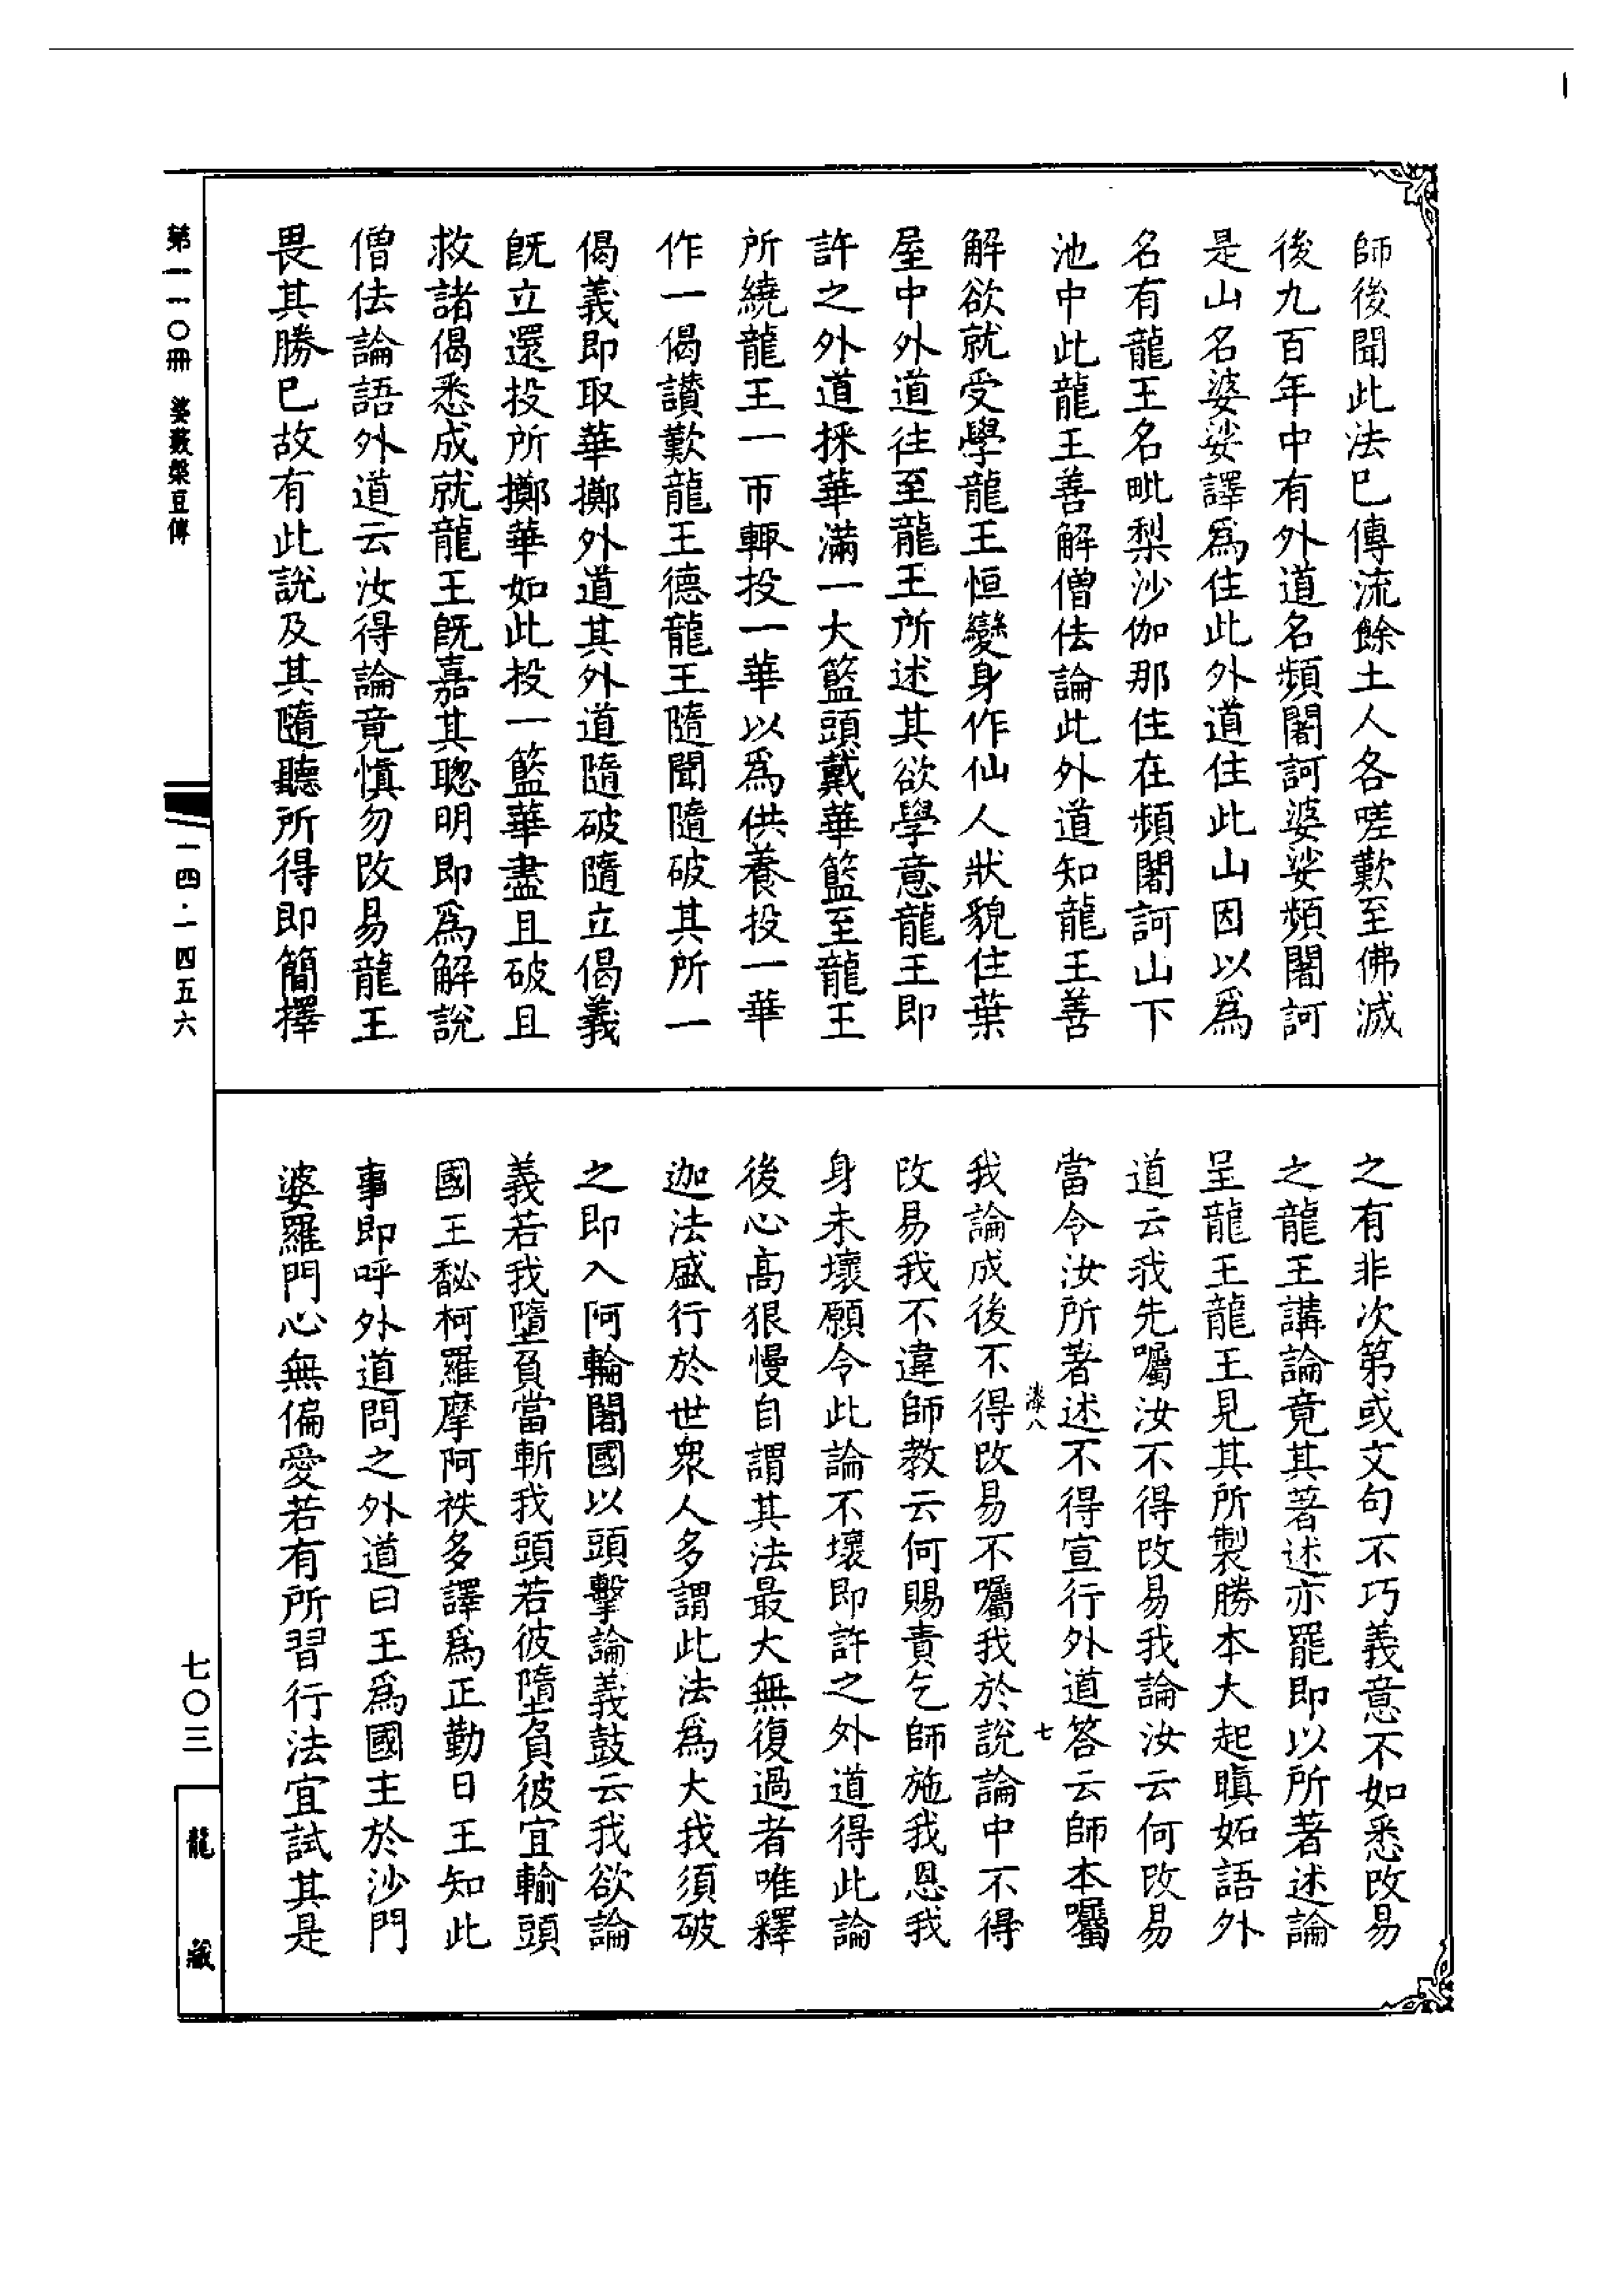 師後聞此法巳傳流餘土人各嗟歎至佛滅
後九百年中有外道名頻闍訶婆娑頻闍訶
是山名婆娑譯爲住此外道住此山因以爲
名有龍王名毗梨沙伽那住在頻闍訶山下
池中此龍王善解僧佉論此外道知龍王善
解欲就受學龍王恒變身作仙人狀貌住葉
屋中外道往至龍王所述其欲學意龍王即
許之外道採華滿一大籃頭戴華籃至龍王
所繞龍王一帀輙投一華以爲供養投一華
作一偈讃歎龍王德龍王隨聞隨破其所一
偈義即取華擲外道其外道隨破隨立偈義
旣立還投所擲華如此投一籃華盡且破且
救諸偈悉成就龍王旣嘉其聰明即爲解說
僧佉論語外道云汝得論竟愼勿改易龍王
畏其勝巳故有此說及其隨聽所得即簡擇
之有非次第或文句不巧義意不如悉改易
之龍王講論竟其著述亦罷即以所著述論
呈龍王龍王見其所製勝本大起瞋妬語外
道云我先囑汝不得改易我論汝云何改易
當令汝所著述不得宣行外道答云師本囑
漆八 七
我論成後不得改易不囑我於說論中不得
改易我不違師教云何賜責乞師施我恩我
身未壞願令此論不壞即許之外道得此論
後心高狠慢自謂其法最大無復過者唯釋
迦法盛行於世衆人多謂此法爲大我須破
之即入阿輸闍國以頭擊論義鼓云我欲論
義若我墮負當斬我頭若彼墮負彼宜輸頭
國王馝柯羅摩阿袟多譯爲正勤日王知此
事即呼外道問之外道曰王爲國主於沙門
婆羅門心無偏愛若有所習行法宜試其是
第一一〇冊 婆藪槃豆傳
一四·一四五六
七〇三
龍藏